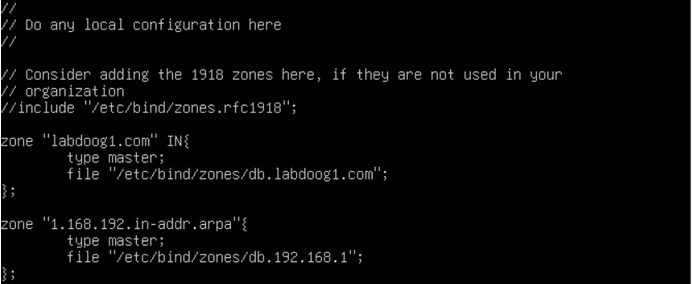 //
// Do any local configuration here
//
// Consider adding the 1918 zones here, if they are not used in your
// organization
//include "/etc/bind/zones.rfc1918";
zone "labdoog1.com" IN{
type master;
file "/etc/bind/zones/db.labdoog1.com";
};
zone "1.168.192.in-addr.arpa"{
type master;
file "/etc/bind/zones/db.192.168.1";
};